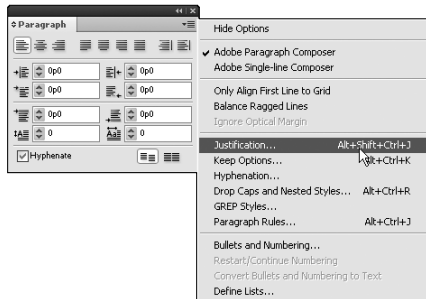 Paragraph
Hide Options
Adobe Paragraph Composer
Adobe Single-line Composer
0p0
0p0
0p0
0p0
Only Align First Line to Grid
Balance Ragged Lines
Ignore Optical Margin
0p0
0p0
0
0
Hyphenate
Justification... Alt+Shift+Ctrl+J
Keep Options... Alt+Ctrl+K
Hyphenation...
Drop Caps and Nested Styles... Alt+Ctrl+R
GREP Styles...
Paragraph Rules... Alt+Ctrl+J
Bullets and Numbering...
Restart/Continue Numbering
Convert Bullets and Numbering to Text
Define Lists...